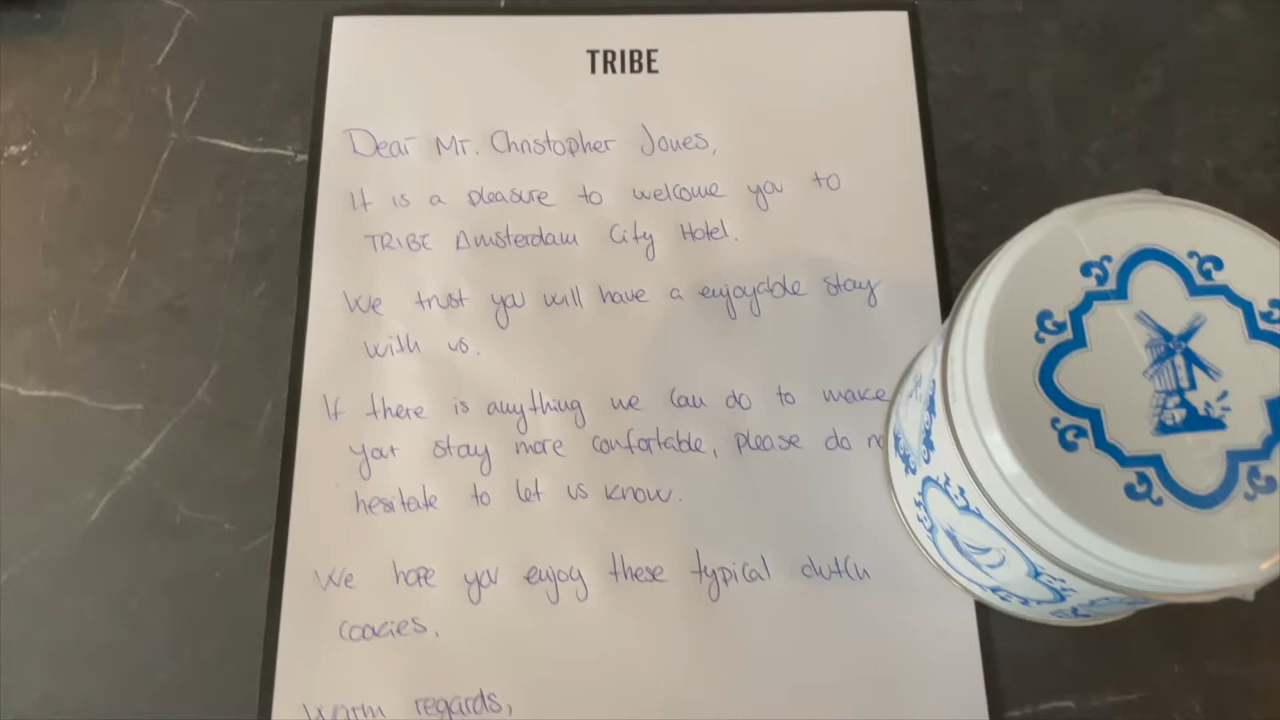 TRIBE
Dear Mr. Christopher Jones,
It is a pleasure to welcome you to
TRIBE Amsterdam City Hotel.
We trust you will have a enjoyable stay
with us.
If there is anything we can do to make
your stay more confortable, please do no
hesitate to let us know.
We hope you enjoy these typical dutch
cookies.
Warm regards,